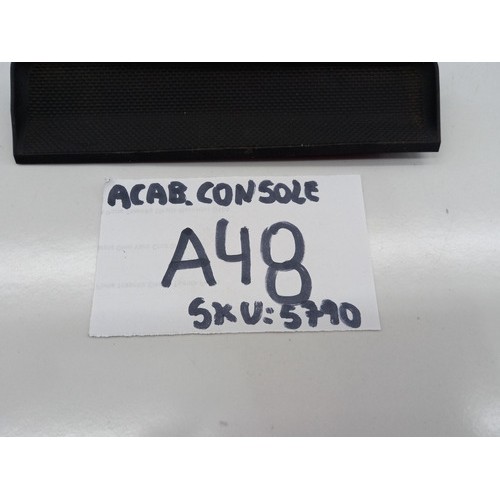 ACAB. CONSOLE
A48
SKU: 5790